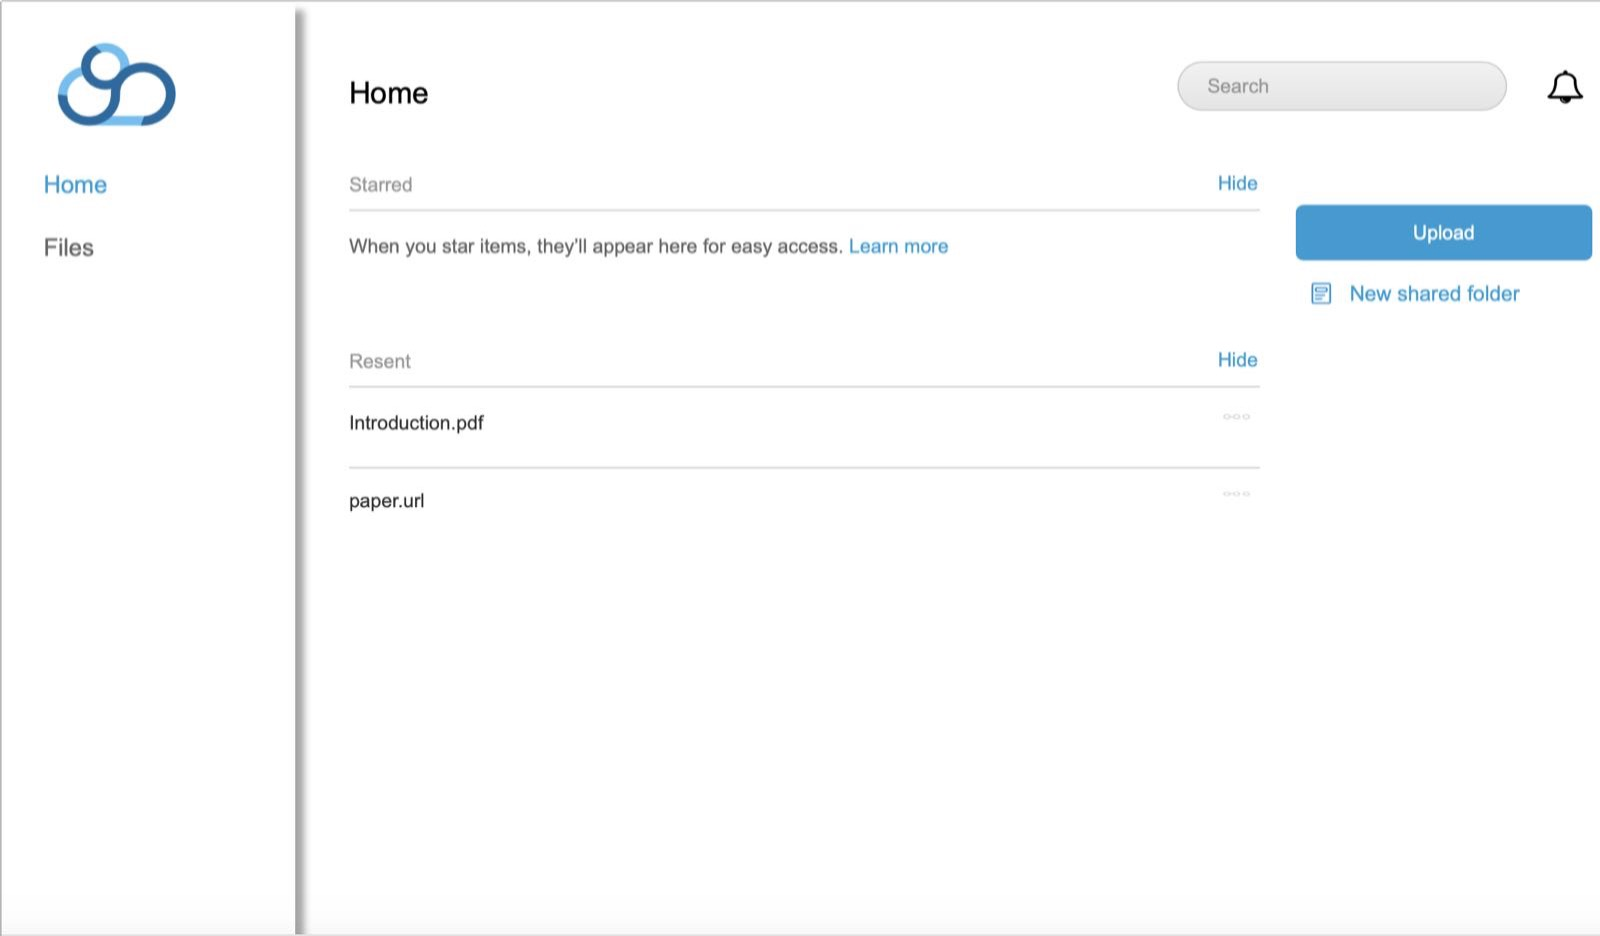 Home
Files
Home
Search
Starred
Hide
When you star items, they'll appear here for easy access. Learn more
Upload
New shared folder
Resent
Hide
Introduction.pdf
paper.url